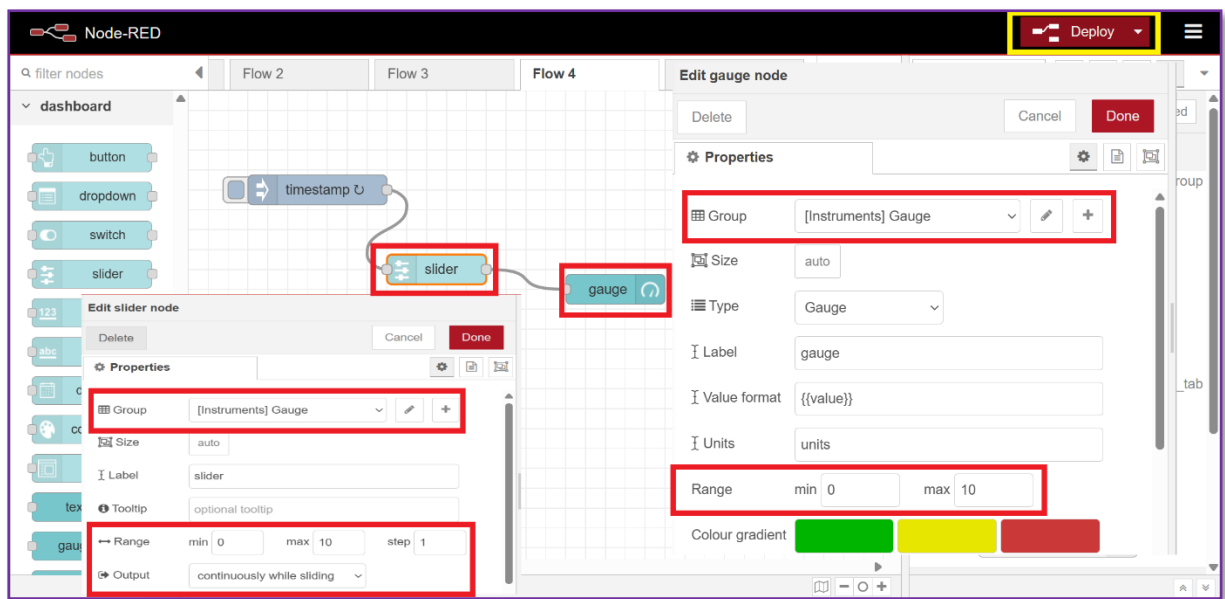 Node-RED
Deploy
filter nodes
Flow 2
Flow 3
Flow 4
dashboard
button
dropdown
switch
slider
123
abc
timestamp ↻
slider
gauge
Edit slider node
Delete
Cancel
Done
Properties
Group [Instruments] Gauge
Size auto
Label slider
Tooltip optional tooltip
Range min 0 max 10 step 1
Output continuously while sliding
Edit gauge node
Delete
Cancel
Done
Properties
Group [Instruments] Gauge
Size auto
Type Gauge
Label gauge
Value format {{value}}
Units units
Range min 0 max 10
Colour gradient